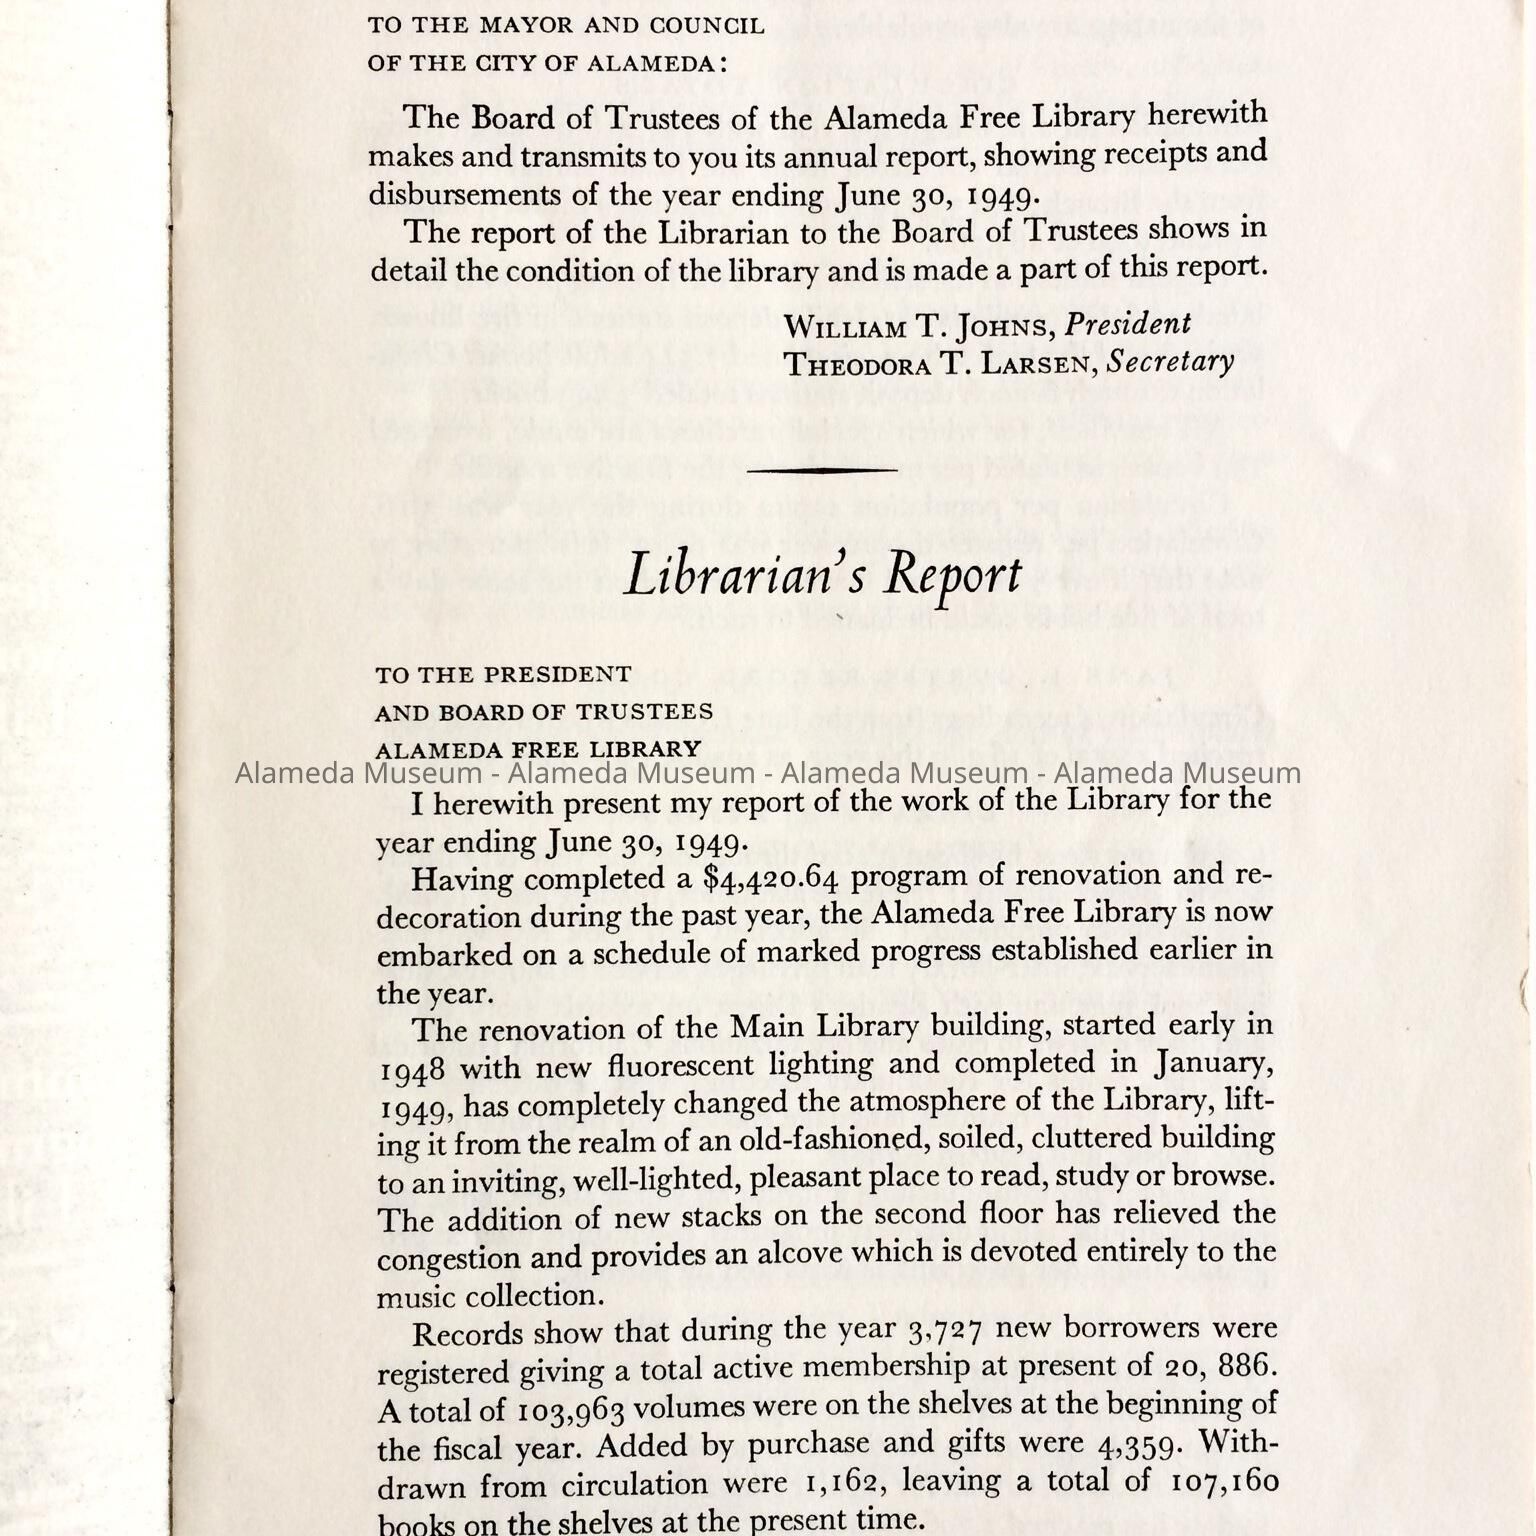 TO THE MAYOR AND COUNCIL
OF THE CITY OF ALAMEDA:
The Board of Trustees of the Alameda Free Library herewith
makes and transmits to you its annual report, showing receipts and
disbursements of the year ending June 30, 1949.
The report of the Librarian to the Board of Trustees shows in
detail the condition of the library and is made a part of this report.
WILLIAM T. JOHNS, President
THEODORA T. LARSEN, Secretary
Librarian's Report
TO THE PRESIDENT
AND BOARD OF TRUSTEES
ALAMEDA FREE LIBRARY
Alameda Museum - Alameda Museum - Alameda Museum - Alameda Museum
I herewith present my report of the work of the Library for the
year ending June 30, 1949.
Having completed a $4,420.64 program of renovation and re-
decoration during the past year, the Alameda Free Library is now
embarked on a schedule of marked progress established earlier in
the year.
The renovation of the Main Library building, started early in
1948 with new fluorescent lighting and completed in January,
1949, has completely changed the atmosphere of the Library, lift-
ing it from the realm of an old-fashioned, soiled, cluttered building
to an inviting, well-lighted, pleasant place to read, study or browse.
The addition of new stacks on the second floor has relieved the
congestion and provides an alcove which is devoted entirely to the
music collection.
Records show that during the year 3,727 new borrowers were
registered giving a total active membership at present of 20, 886.
A total of 103,963 volumes were on the shelves at the beginning of
the fiscal year. Added by purchase and gifts were 4,359. With-
drawn from circulation were 1,162, leaving a total of 107,160
books on the shelves at the present time.